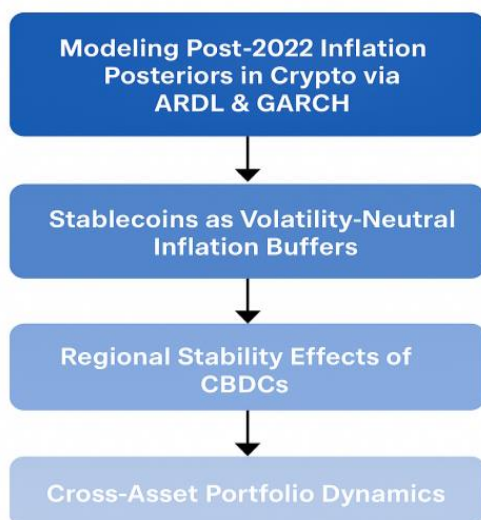 Modeling Post-2022 Inflation
Posteriors in Crypto via
ARDL & GARCH
Stablecoins as Volatility-Neutral
Inflation Buffers
Regional Stability Effects of
CBDCs
Cross-Asset Portfolio Dynamics